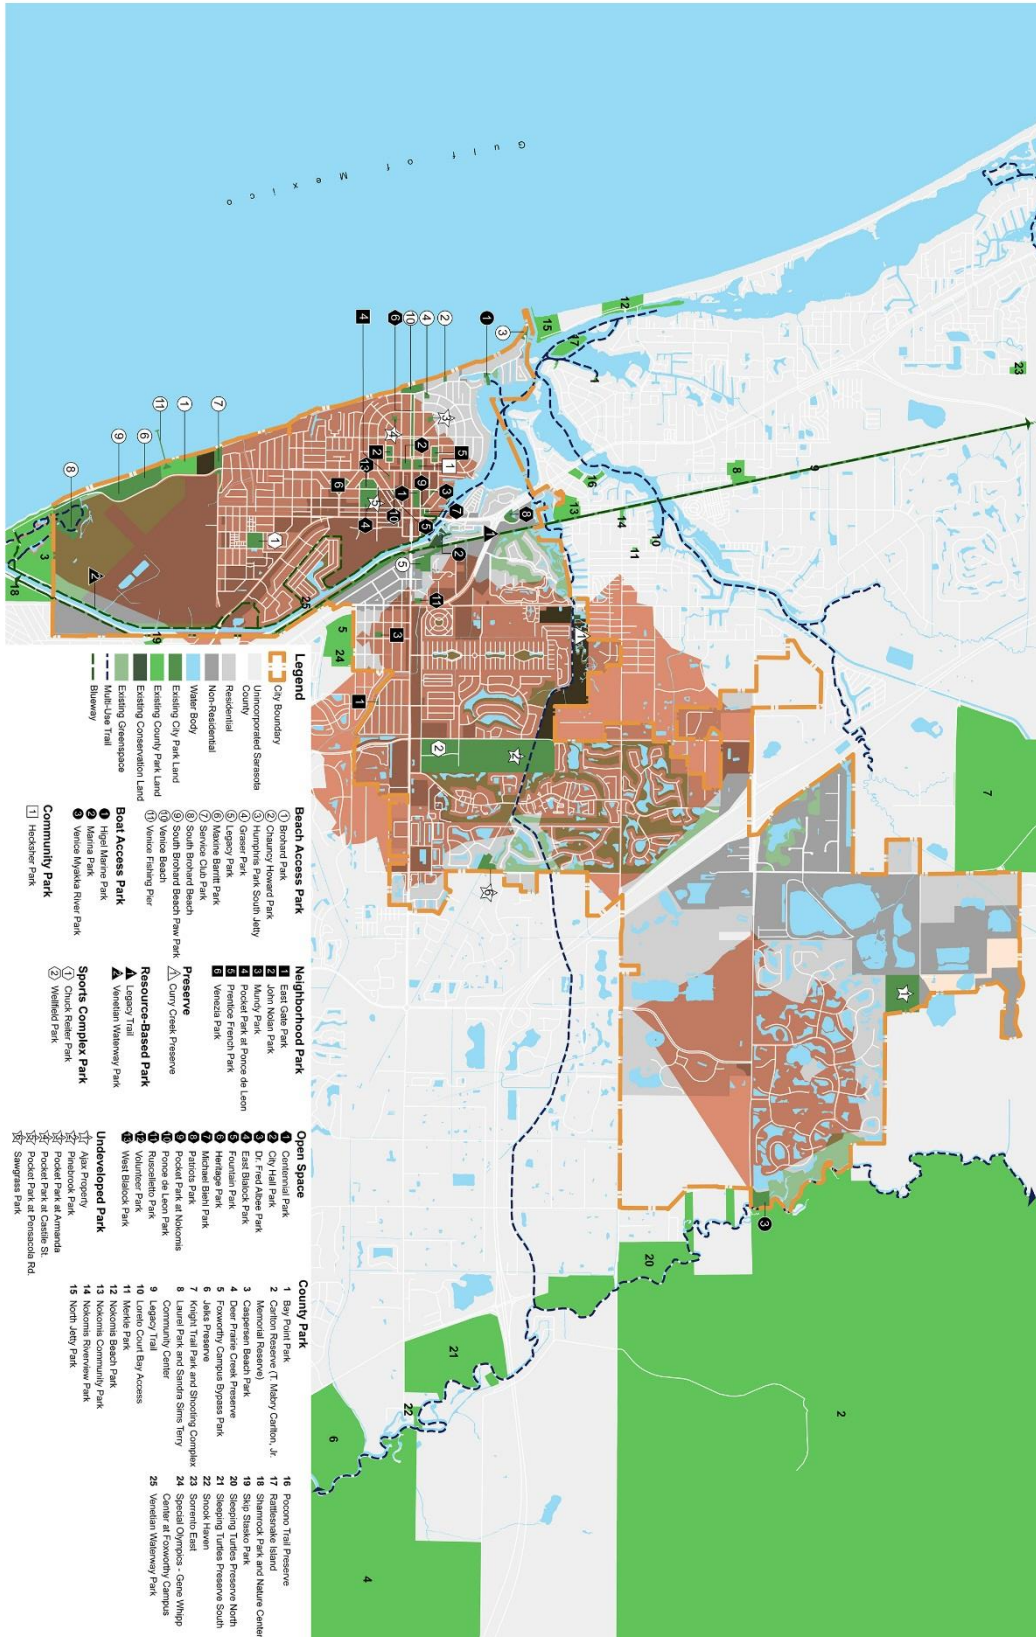 Gulf of Mexico
Legend
City Boundary
Unincorporated Sarasota
County
Residential
Non-Residential
Water Body
Existing City Park Land
Existing County Park Land
Existing Conservation Land
Existing Greenspace
Multi-Use Trail
Blueway
Beach Access Park
1 Brohard Park
2 Chauncy Howard Park
3 Humphris Park South Jetty
4 Graser Park
5 Legacy Park
6 Maxine Barritt Park
7 Service Club Park
8 South Brohard Beach
9 South Brohard Beach Paw Park
10 Venice Beach
11 Venice Fishing Pier
Boat Access Park
1 Higel Marine Park
2 Marina Park
3 Venice Myakka River Park
Community Park
1 Hecksher Park
Neighborhood Park
1 East Gate Park
2 John Nolan Park
3 Mundy Park
4 Pocket Park at Ponce de Leon
5 Prentice French Park
6 Venezia Park
Preserve
1 Curry Creek Preserve
Resource-Based Park
1 Legacy Trail
2 Venetian Waterway Park
Sports Complex Park
1 Chuck Reiter Park
2 Wellfield Park
Open Space
1 Centennial Park
2 City Hall Park
3 Dr. Fred Albee Park
4 East Blalock Park
5 Fountain Park
6 Heritage Park
7 Michael Biehl Park
8 Patriots Park
9 Pocket Park at Nokomis
10 Ponce de Leon Park
11 Ruscelletto Park
12 Volunteer Park
13 West Blalock Park
Undeveloped Park
1 Ajax Property
2 Pinebrook Park
3 Pocket Park at Armanda
4 Pocket Park at Castile St.
5 Pocket Park at Pensacola Rd.
6 Sawgrass Park
County Park
1 Bay Point Park
2 Carlton Reserve (T. Mabry Carlton, Jr.
Memorial Reserve)
3 Caspersen Beach Park
4 Deer Prairie Creek Preserve
5 Foxworthy Campus Bypass Park
6 Jelks Preserve
7 Knight Trail Park and Shooting Complex
8 Laurel Park and Sandra Sims Terry
Community Center
9 Legacy Trail
10 Loreto Court Bay Access
11 Merkle Park
12 Nokomis Beach Park
13 Nokomis Community Park
14 Nokomis Riverview Park
15 North Jetty Park
16 Pocono Trail Preserve
17 Rattlesnake Island
18 Shamrock Park and Nature Center
19 Skip Stasko Park
20 Sleeping Turtles Preserve North
21 Sleeping Turtles Preserve South
22 Snook Haven
23 Sorrento East
24 Special Olympics - Gene Whipp
Center at Foxworthy Campus
25 Venetian Waterway Park